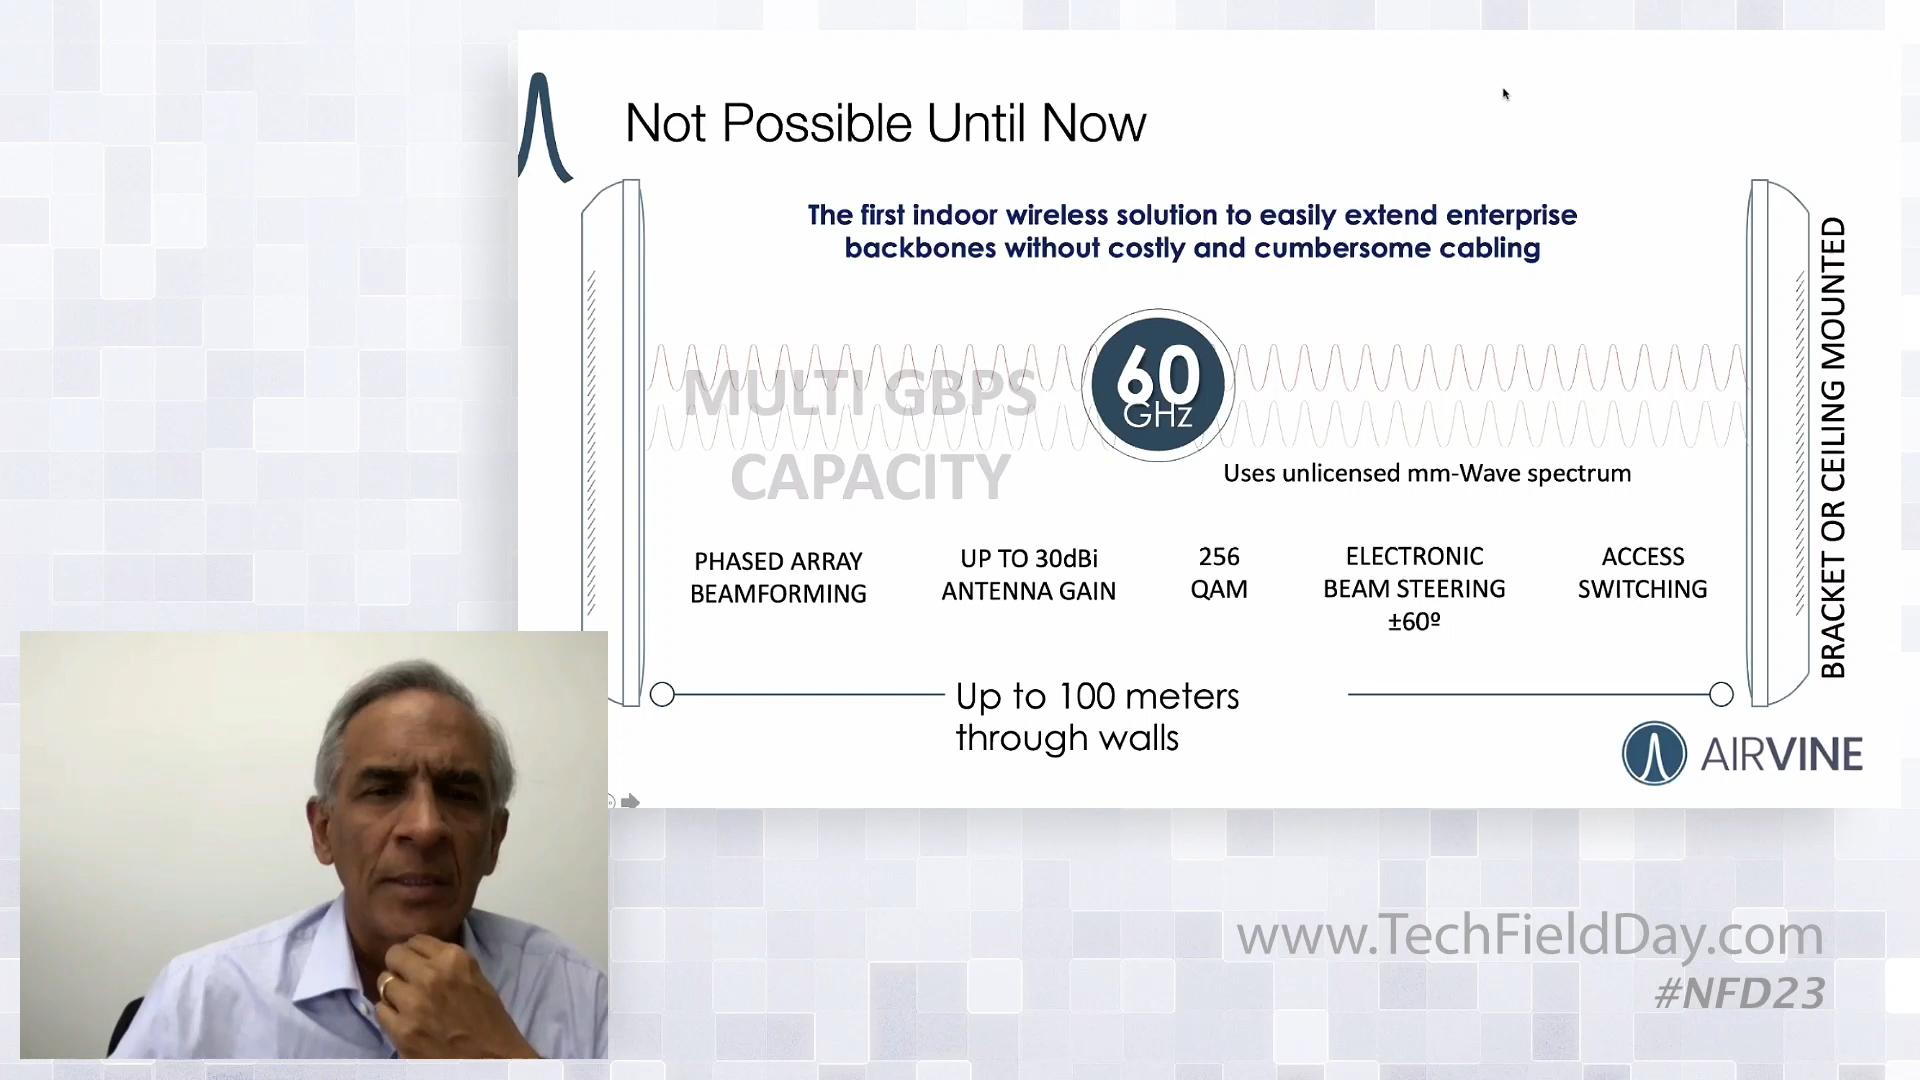 Not Possible Until Now
The first indoor wireless solution to easily extend enterprise
backbones without costly and cumbersome cabling
MULTI GBPS
CAPACITY
60
GHz
Uses unlicensed mm-Wave spectrum
PHASED ARRAY
BEAMFORMING
UP TO 30dBi
ANTENNA GAIN
256
QAM
ELECTRONIC
BEAM STEERING
±60º
ACCESS
SWITCHING
BRACKET OR CEILING MOUNTED
Up to 100 meters
through walls
AIRVINE
www.TechFieldDay.com
#NFD23